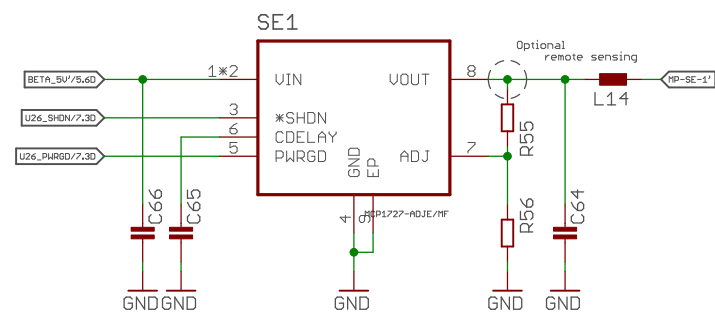 SE1
Optional
remote sensing
BETA_5V'/5.6D
1*2
VIN
VOUT
8
MP-SE-1'
L14
U26_SHDN/7.3D
3
*SHDN
R55
6
CDELAY
U26_PWRGD/7.3D
5
PWRGD
GND
EP
ADJ
7
C66
C65
4
9
MCP1727-ADJE/MF
R56
C64
GND
GND
GND
GND
GND